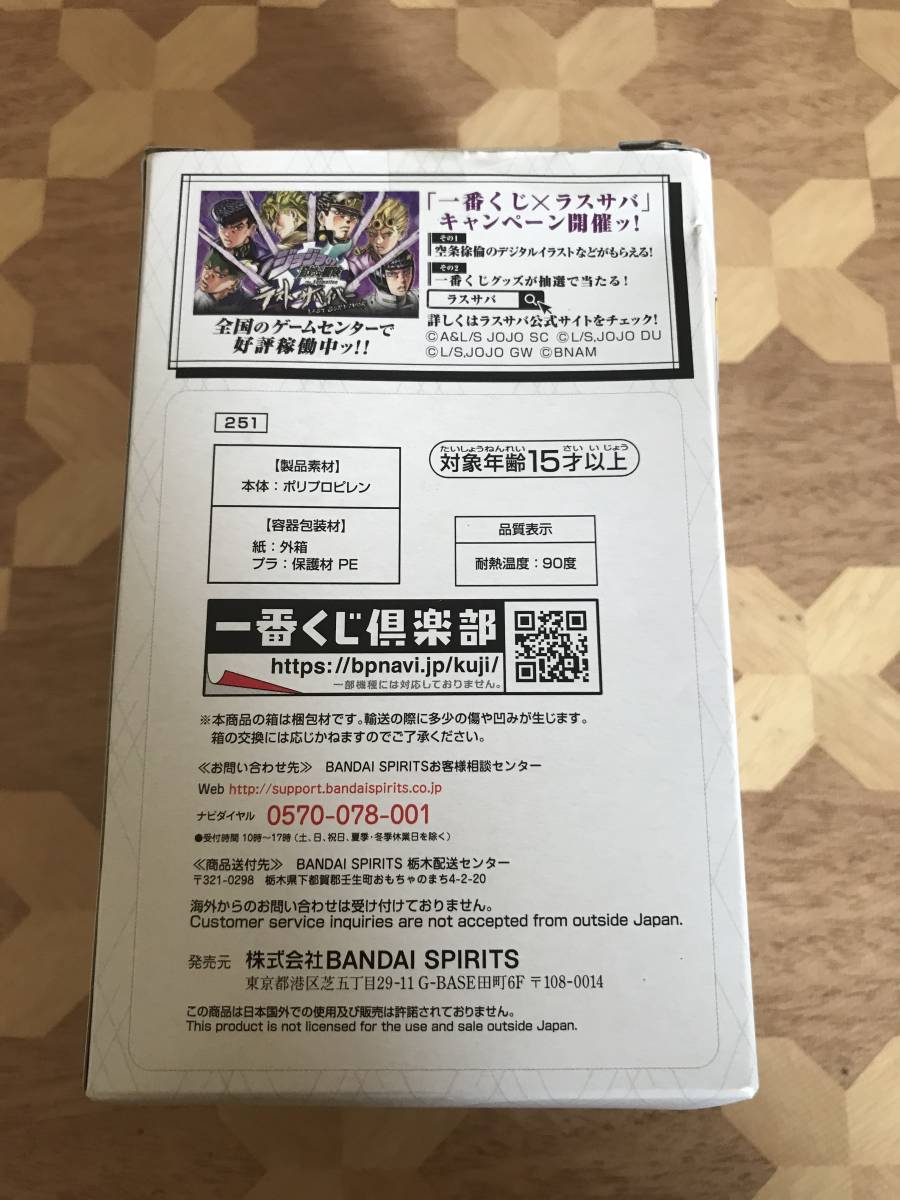 「一番くじ×ラスサバ」
キャンペーン開催ッ!
その1
空条徐倫のデジタルイラストなどがもらえる!
その2
一番くじグッズが抽選で当たる!
ラスサバ
詳しくはラスサバ公式サイトをチェック!
©A&L/S JOJO SC ©L/S,JOJO DU
©L/S,JOJO GW ©BNAM
ジョジョの
奇妙な冒険
ラストサバイバー
LAST SURVIVOR
全国のゲームセンターで
好評稼働中ッ!!
251
【製品素材】
本体:ポリプロピレン
【容器包装材】
紙:外箱
プラ:保護材 PE
たいしょうねんれい さい いじょう
対象年齢15才以上
品質表示
耐熱温度:90度
一番くじ倶楽部
https://bpnavi.jp/kuji/
一部機種には対応しておりません。
※本商品の箱は梱包材です。輸送の際に多少の傷や凹みが生じます。
箱の交換には応じかねますのでご了承ください。
≪お問い合わせ先≫ BANDAI SPIRITSお客様相談センター
Web http://support.bandaispirits.co.jp
ナビダイヤル 0570-078-001
●受付時間 10時~17時(土、日、祝日、夏季・冬季休業日を除く)
≪商品送付先≫ BANDAI SPIRITS 栃木配送センター
〒321-0298 栃木県下都賀郡壬生町おもちゃのまち4-2-20
海外からのお問い合わせは受け付けておりません。
Customer service inquiries are not accepted from outside Japan.
発売元 株式会社BANDAI SPIRITS
東京都港区芝五丁目29-11 G-BASE田町6F 〒108-0014
この商品は日本国外での使用及び販売は許諾されておりません。
This product is not licensed for the use and sale outside Japan.